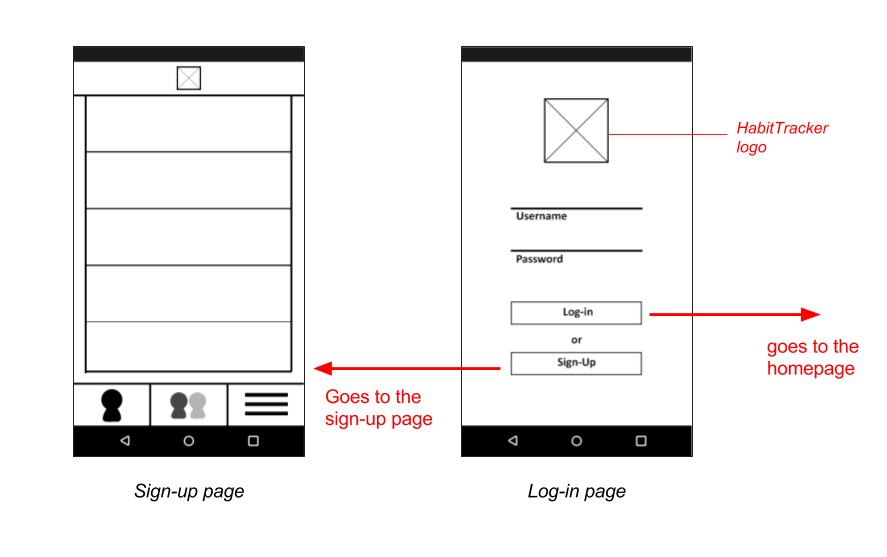 HabitTracker
logo
Username
Password
Log-in
or
Sign-Up
goes to the
homepage
Goes to the
sign-up page
Sign-up page
Log-in page